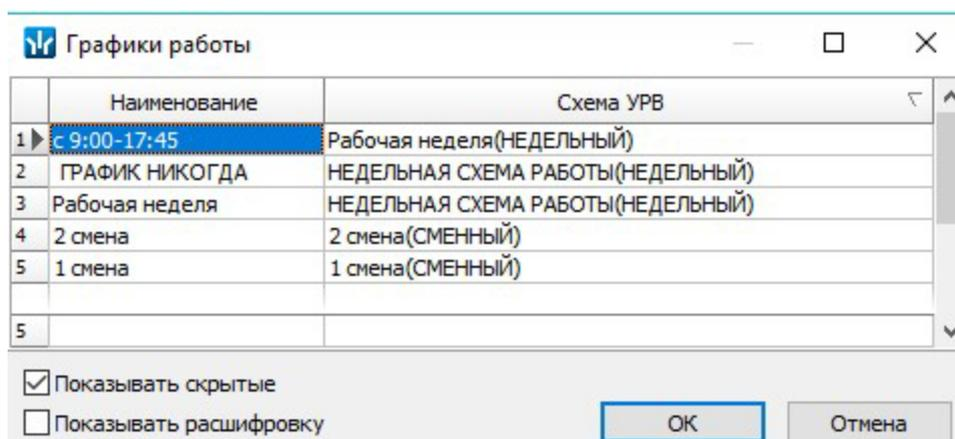 Графики работы
Наименование Схема УРВ
1 с 9:00-17:45 Рабочая неделя(НЕДЕЛЬНЫЙ)
2 ГРАФИК НИКОГДА НЕДЕЛЬНАЯ СХЕМА РАБОТЫ(НЕДЕЛЬНЫЙ)
3 Рабочая неделя НЕДЕЛЬНАЯ СХЕМА РАБОТЫ(НЕДЕЛЬНЫЙ)
4 2 смена 2 смена(СМЕННЫЙ)
5 1 смена 1 смена(СМЕННЫЙ)
5
Показывать скрытые
Показывать расшифровку ОК Отмена